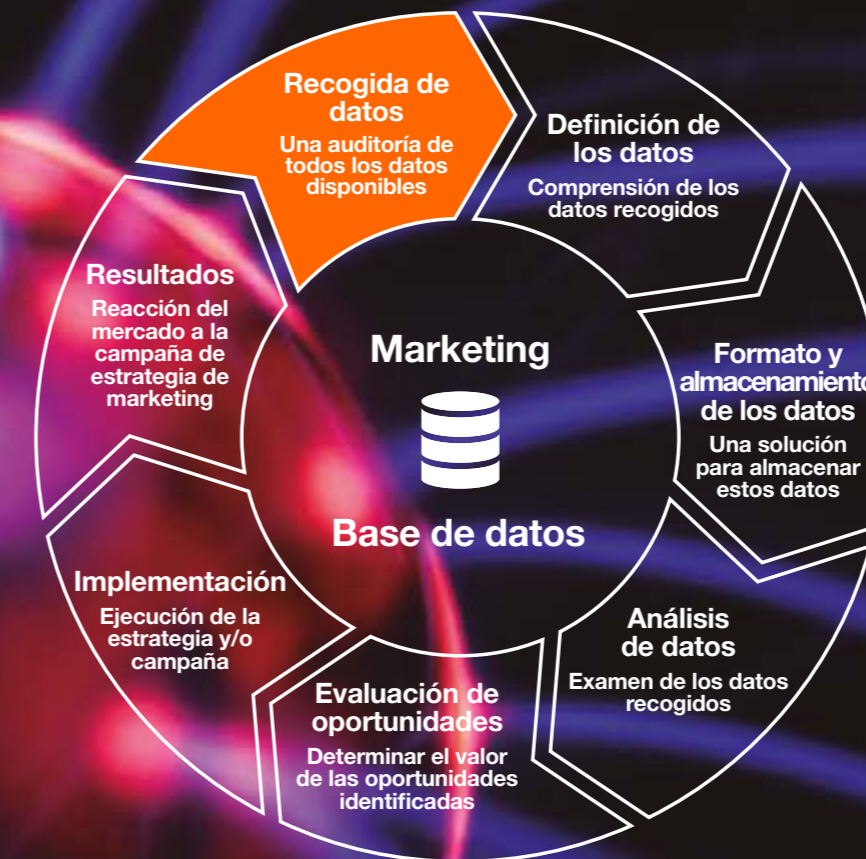 Recogida de
datos
Una auditoría de
todos los datos
disponibles
Definición de
los datos
Comprensión de los
datos recogidos
Formato y
almacenamiento
de los datos
Una solución
para almacenar
estos datos
Análisis
de datos
Examen de los datos
recogidos
Evaluación de
oportunidades
Determinar el valor
de las oportunidades
identificadas
Implementación
Ejecución de la
estrategia y/o
campaña
Resultados
Reacción del
mercado a la
campaña de
estrategia de
marketing
Marketing
Base de datos